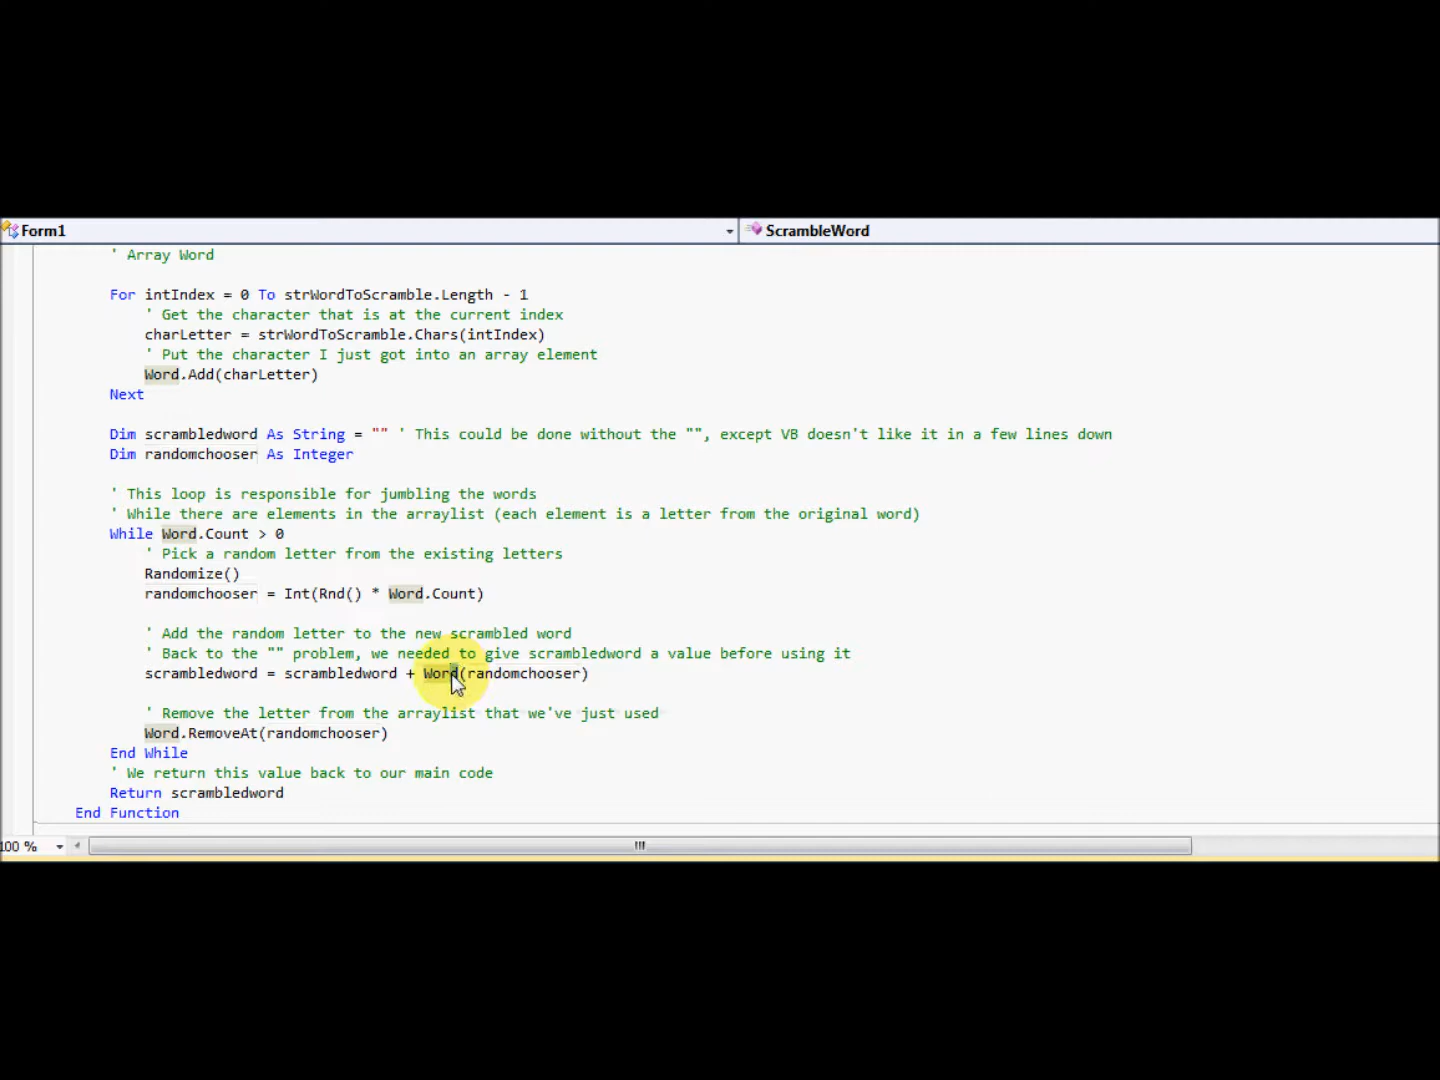 Form1
ScrambleWord
' Array Word
For intIndex = 0 To strWordToScramble.Length - 1
' Get the character that is at the current index
charLetter = strWordToScramble.Chars(intIndex)
' Put the character I just got into an array element
Word.Add(charLetter)
Next
Dim scrambledword As String = "" ' This could be done without the "", except VB doesn't like it in a few lines down
Dim randomchooser As Integer
' This loop is responsible for jumbling the words
' While there are elements in the arraylist (each element is a letter from the original word)
While Word.Count > 0
' Pick a random letter from the existing letters
Randomize()
randomchooser = Int(Rnd() * Word.Count)
' Add the random letter to the new scrambled word
' Back to the "" problem, we needed to give scrambledword a value before using it
scrambledword = scrambledword + Word(randomchooser)
' Remove the letter from the arraylist that we've just used
Word.RemoveAt(randomchooser)
End While
' We return this value back to our main code
Return scrambledword
End Function
100 %